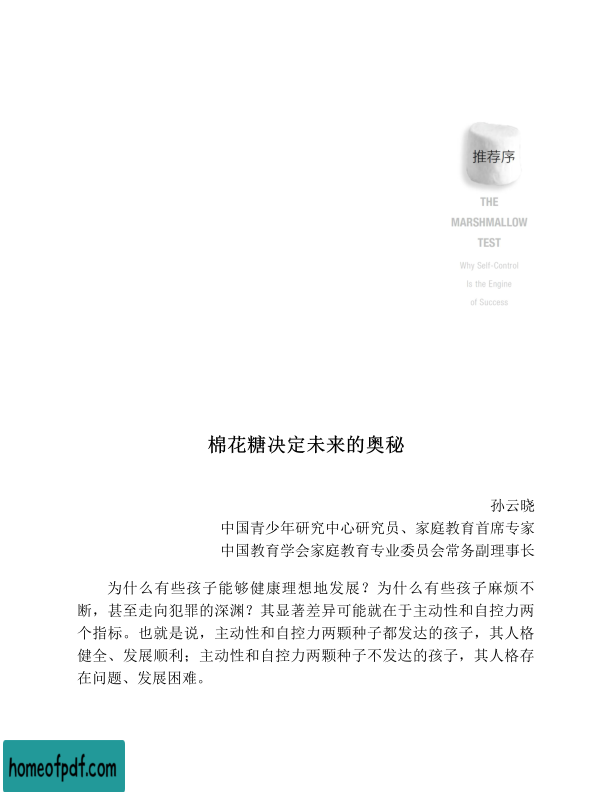 推荐序
THE
MARSHMALLOW
TEST
Why Self-Control
Is the Engine
of Success
棉花糖决定未来的奥秘
孙云晓
中国青少年研究中心研究员、家庭教育首席专家
中国教育学会家庭教育专业委员会常务副理事长
为什么有些孩子能够健康理想地发展？为什么有些孩子麻烦不
断，甚至走向犯罪的深渊？其显著差异可能就在于主动性和自控力两
个指标。也就是说，主动性和自控力两颗种子都发达的孩子，其人格
健全、发展顺利；主动性和自控力两颗种子不发达的孩子，其人格存
在问题、发展困难。
homeofpdf.com